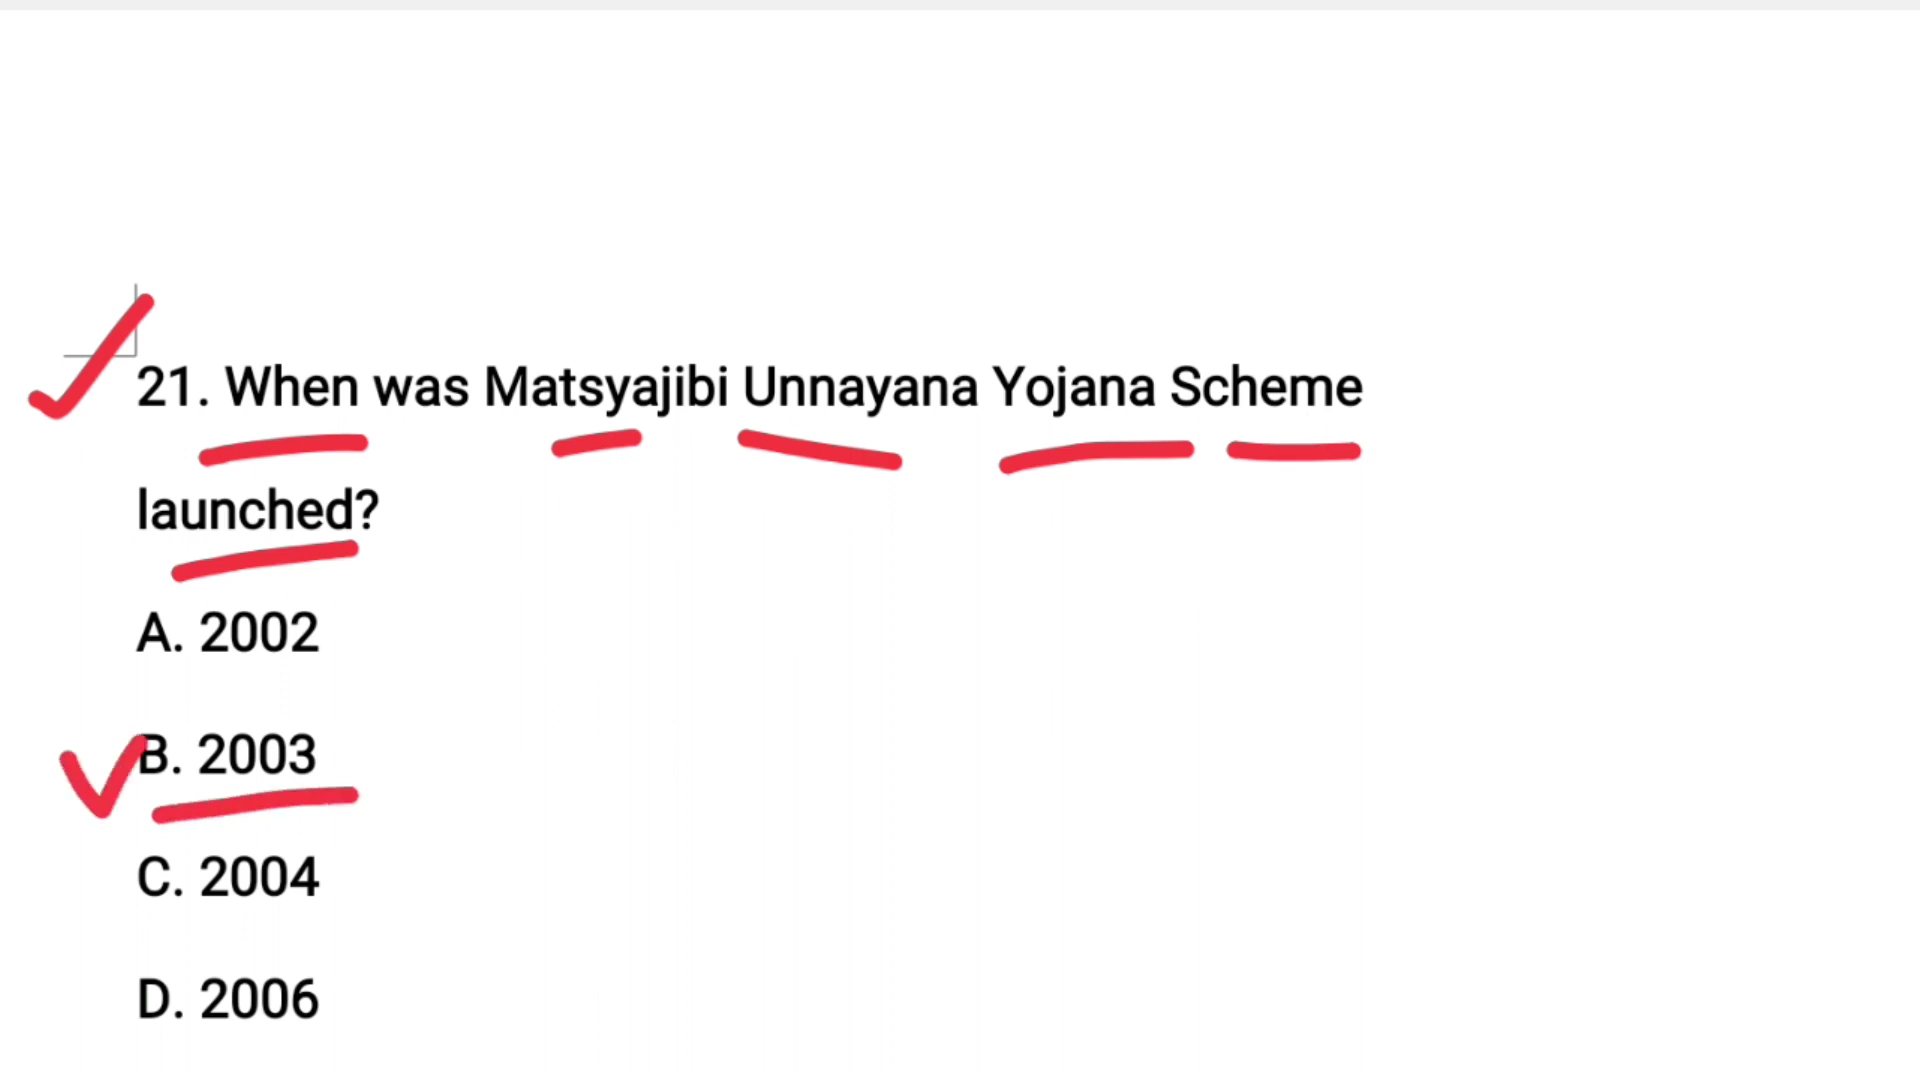 21. When was Matsyajibi Unnayana Yojana Scheme
launched?
A. 2002
B. 2003
C. 2004
D. 2006